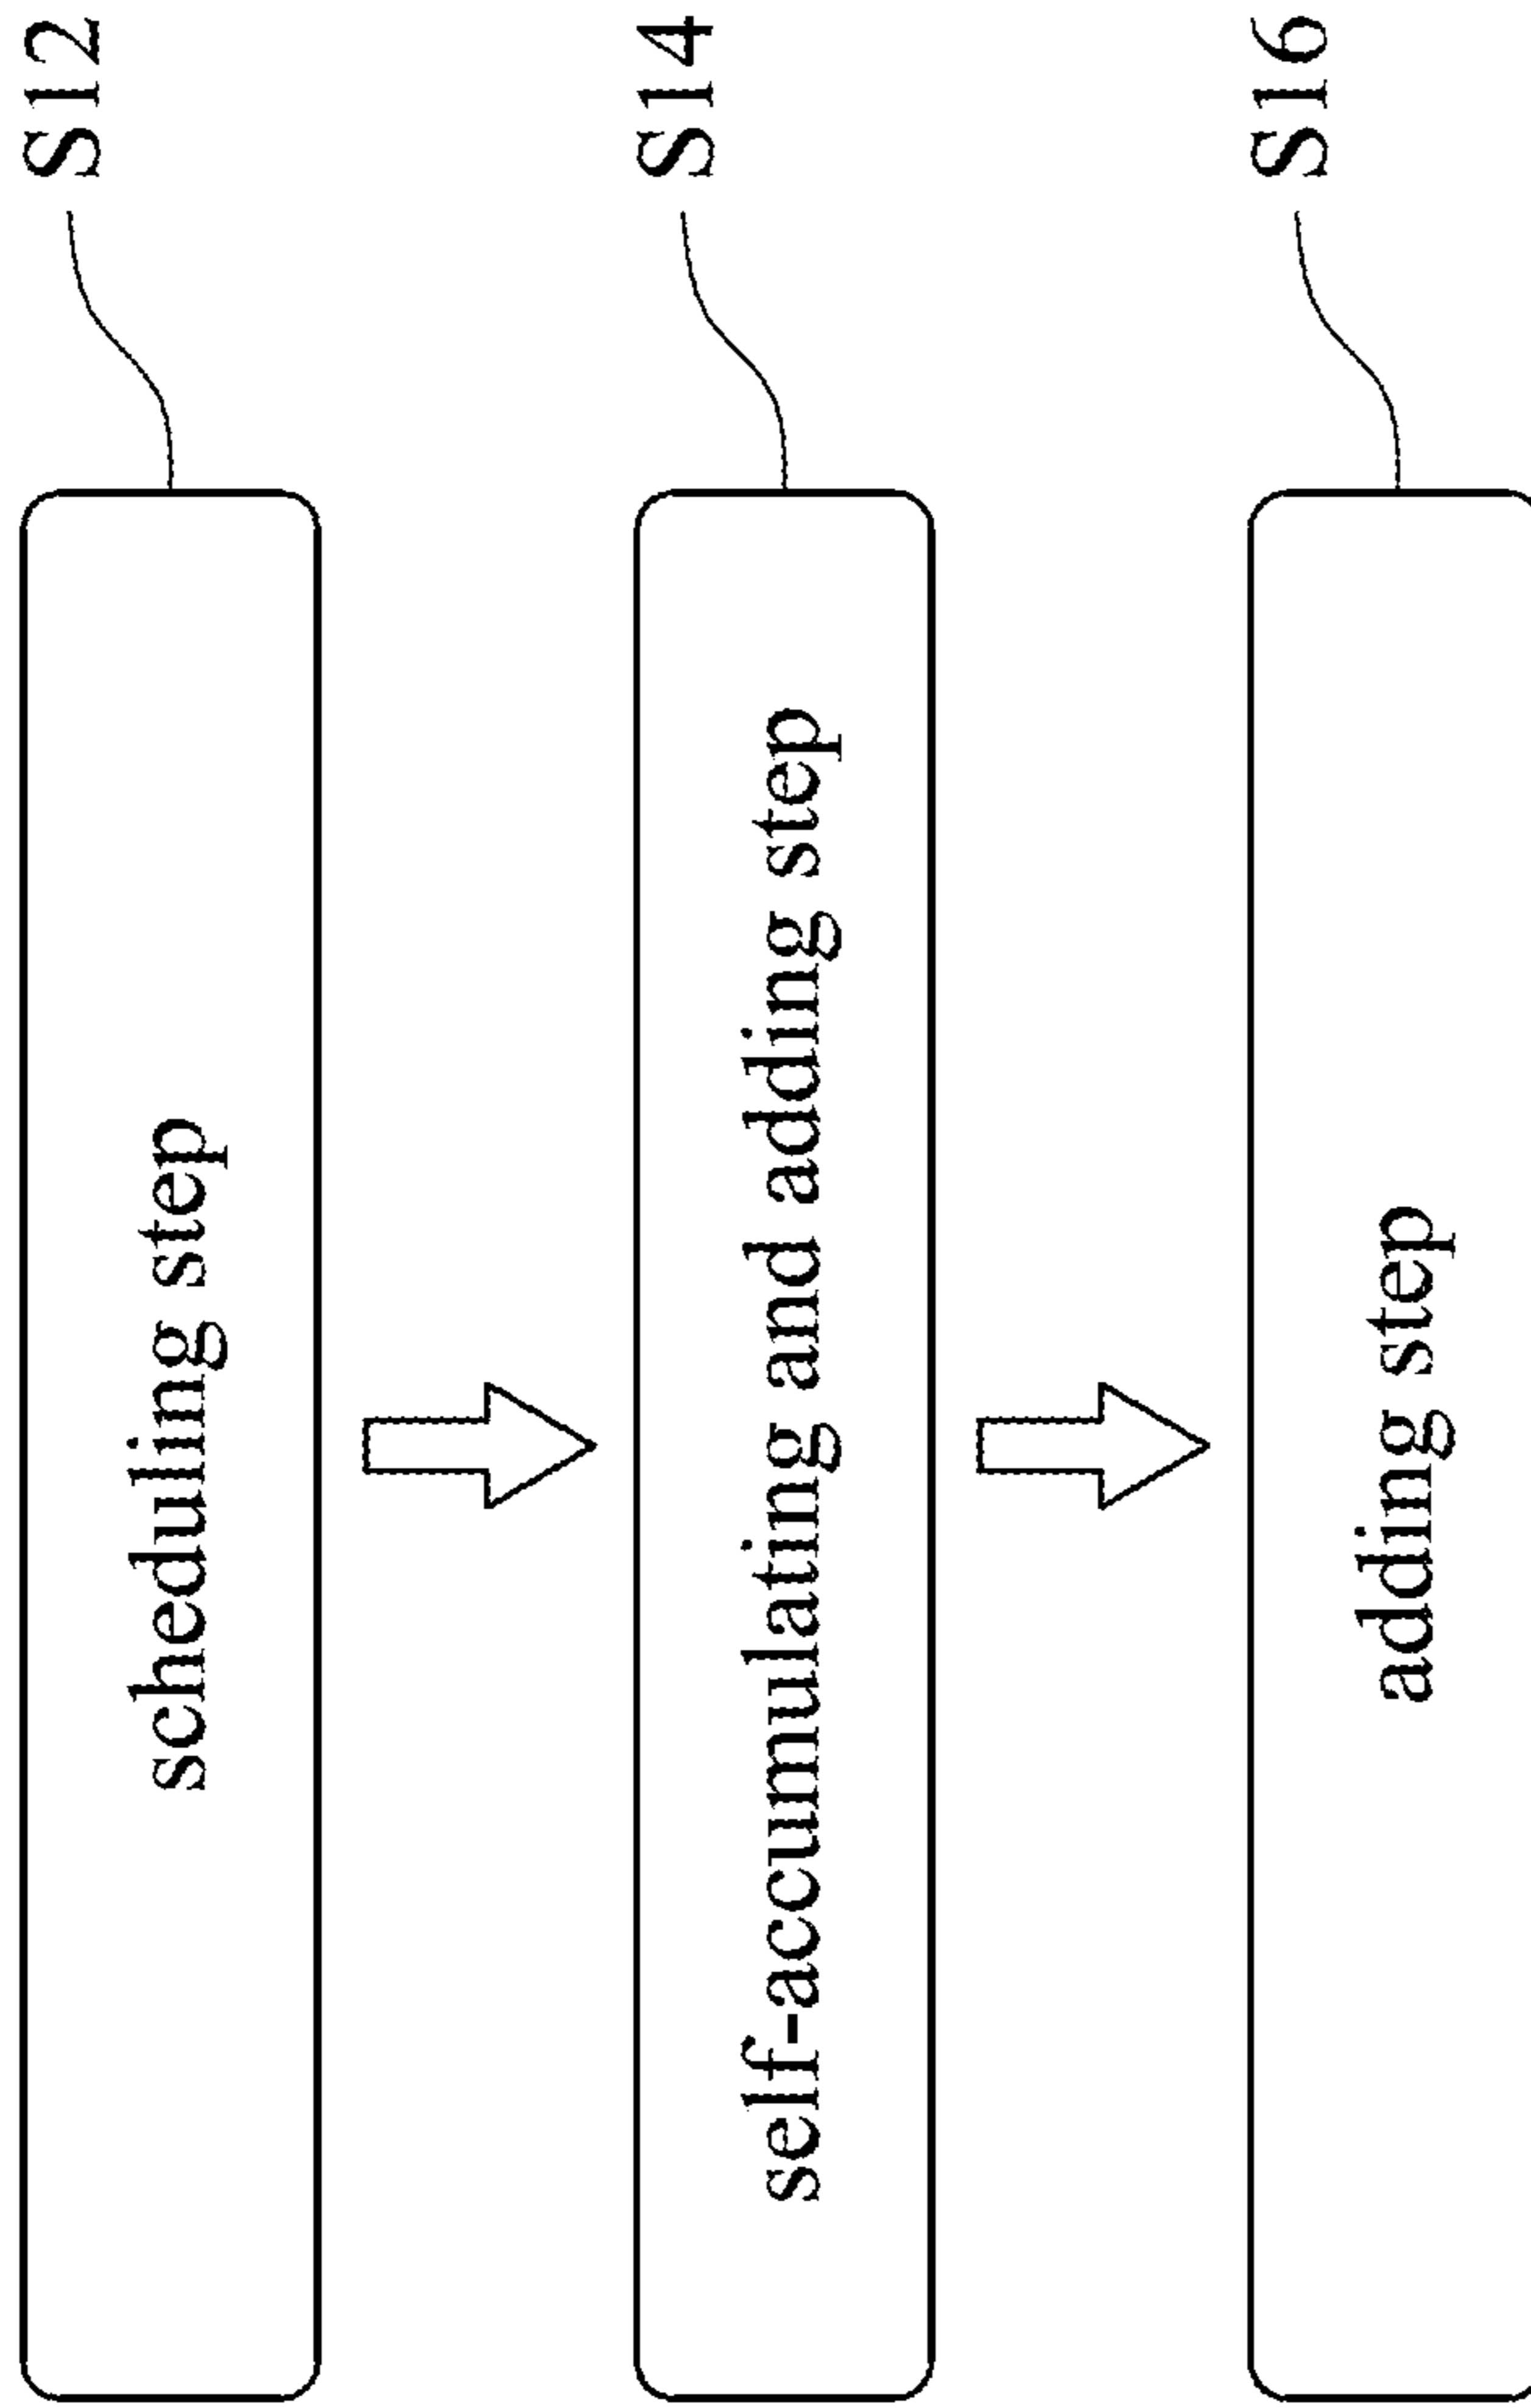 S12
scheduling step
S14
self-accumulating and adding step
S16
adding step